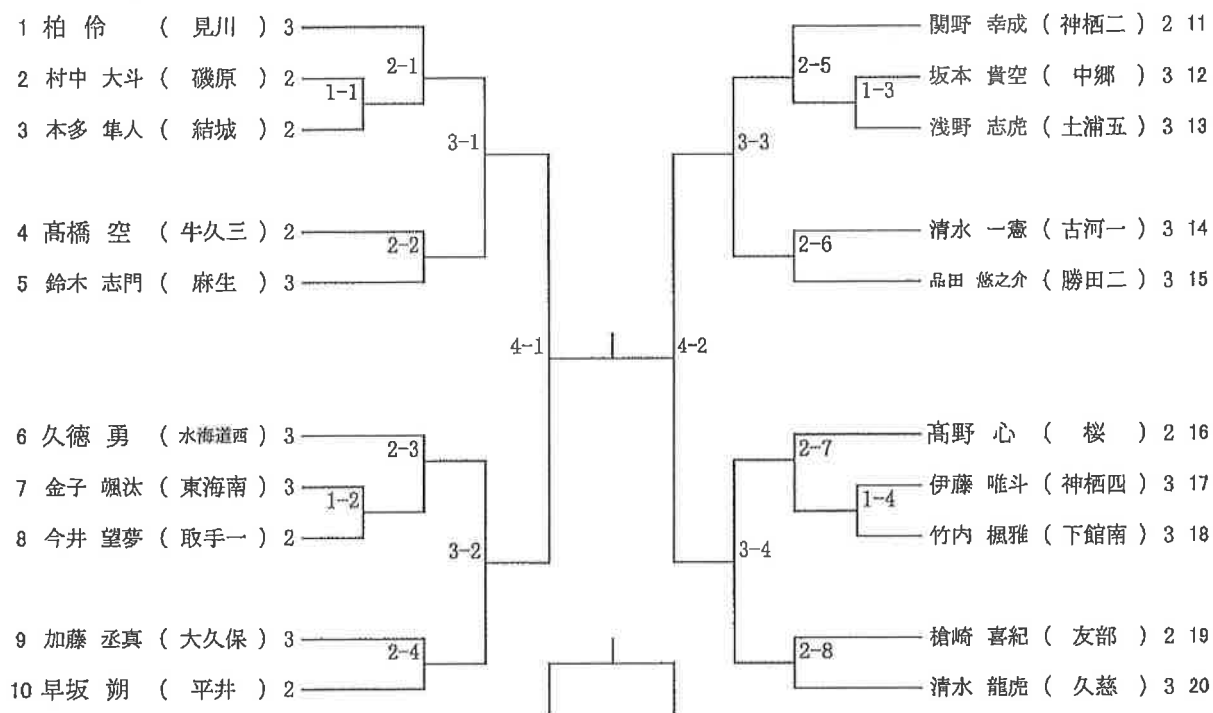 1 柏 伶 ( 見川 ) 3
2 村中 大斗 ( 磯原 ) 2
3 本多 隼人 ( 結城 ) 2
4 髙橋 空 ( 牛久三 ) 2
5 鈴木 志門 ( 麻生 ) 3
6 久徳 勇 ( 水海道西 ) 3
7 金子 颯汰 ( 東海南 ) 3
8 今井 望夢 ( 取手一 ) 2
9 加藤 丞真 ( 大久保 ) 3
10 早坂 朔 ( 平井 ) 2
2-1
1-1
3-1
2-2
4-1
2-3
1-2
3-2
2-4
2-5
1-3
3-3
2-6
4-2
2-7
1-4
3-4
2-8
関野 幸成 ( 神栖二 ) 2 11
坂本 貴空 ( 中郷 ) 3 12
浅野 志虎 ( 土浦五 ) 3 13
清水 一憲 ( 古河一 ) 3 14
品田 悠之介 ( 勝田二 ) 3 15
髙野 心 ( 桜 ) 2 16
伊藤 唯斗 ( 神栖四 ) 3 17
竹内 楓雅 ( 下館南 ) 3 18
槍崎 喜紀 ( 友部 ) 2 19
清水 龍虎 ( 久慈 ) 3 20